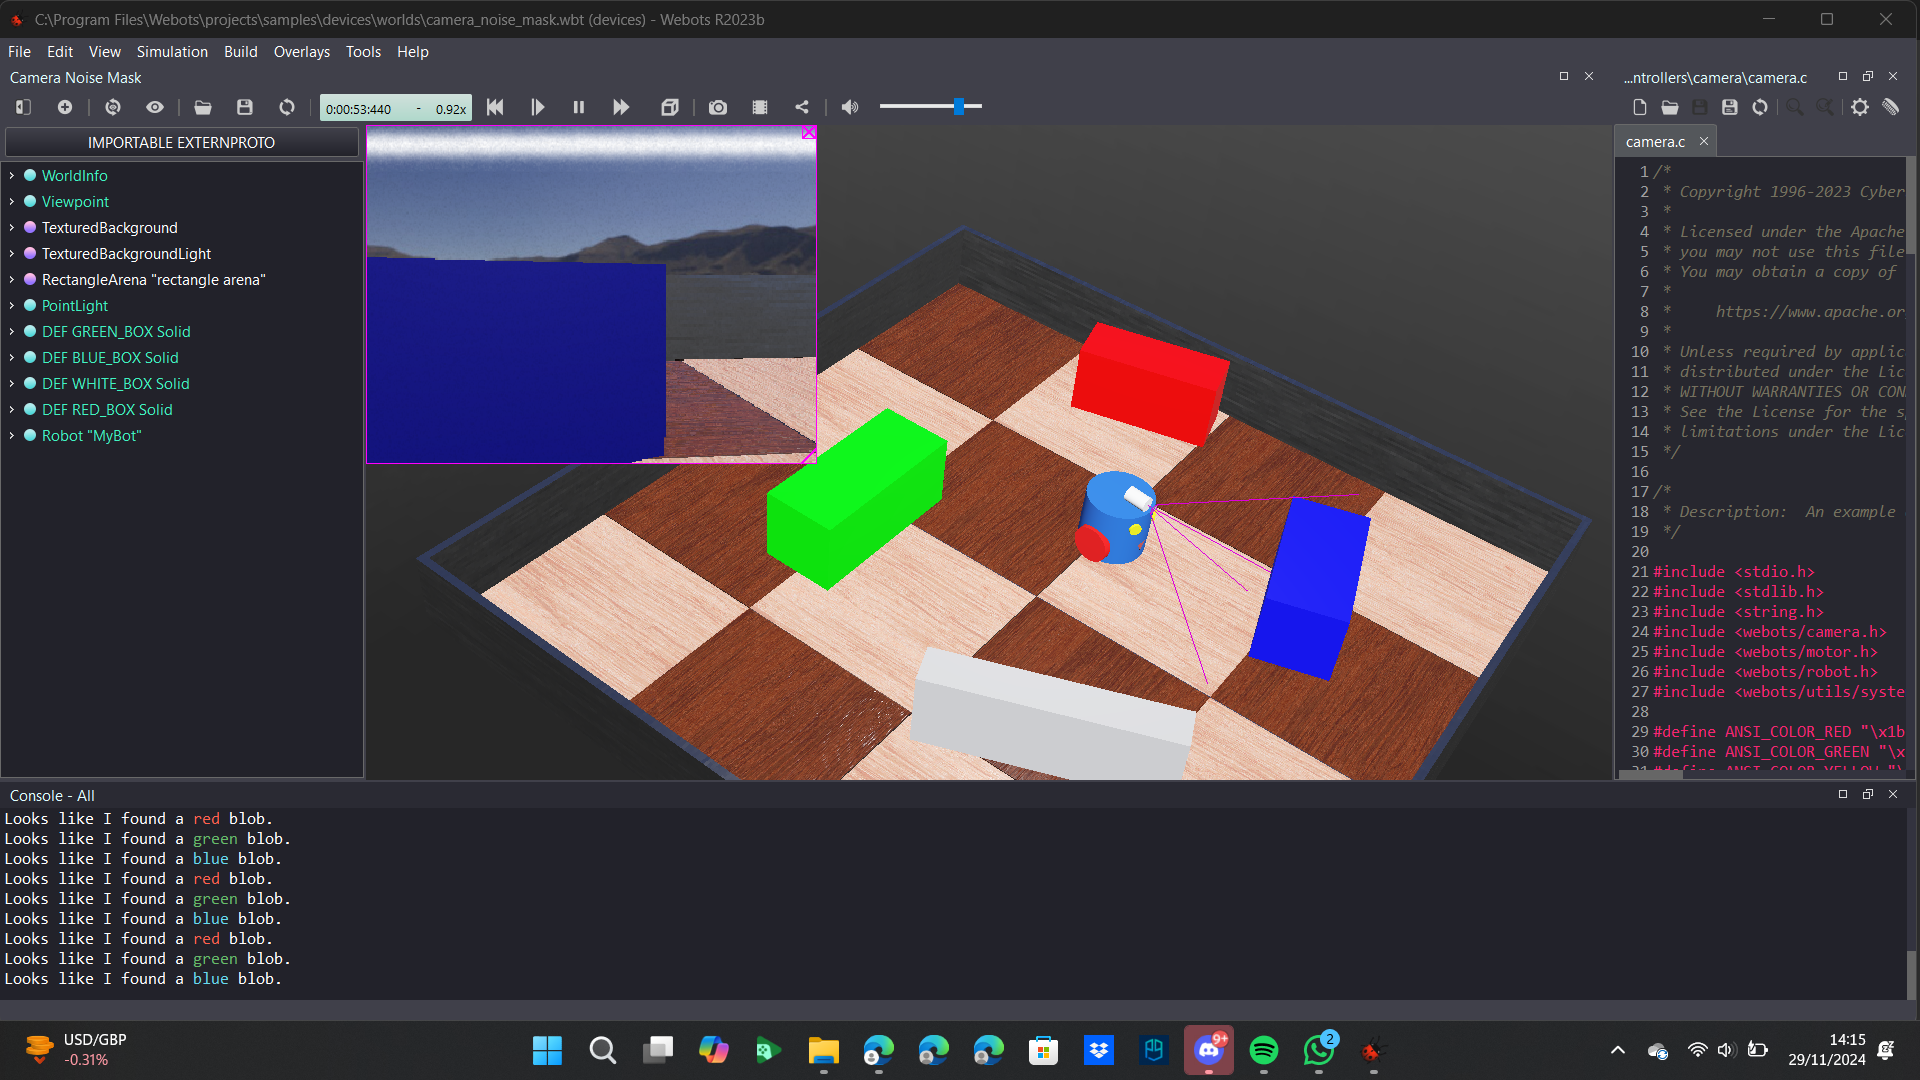 C:\Program Files\Webots\projects\samples\devices\worlds\camera_noise_mask.wbt (devices) - Webots R2023b
File Edit View Simulation Build Overlays Tools Help
Camera Noise Mask
...ntrollers\camera\camera.c
0:00:53:440 - 0.92x
IMPORTABLE EXTERNPROTO
camera.c
WorldInfo
Viewpoint
TexturedBackground
TexturedBackgroundLight
RectangleArena "rectangle arena"
PointLight
DEF GREEN_BOX Solid
DEF BLUE_BOX Solid
DEF WHITE_BOX Solid
DEF RED_BOX Solid
Robot "MyBot"
1 /*
2 * Copyright 1996-2023 Cyber
3 *
4 * Licensed under the Apache
5 * you may not use this file
6 * You may obtain a copy of
7 *
8 * https://www.apache.or
9 *
10 * Unless required by applic
11 * distributed under the Lic
12 * WITHOUT WARRANTIES OR CON
13 * See the License for the s
14 * limitations under the Lic
15 */
16
17 /*
18 * Description: An example
19 */
20
21 #include <stdio.h>
22 #include <stdlib.h>
23 #include <string.h>
24 #include <webots/camera.h>
25 #include <webots/motor.h>
26 #include <webots/robot.h>
27 #include <webots/utils/syste
28
29 #define ANSI_COLOR_RED "\x1b
30 #define ANSI_COLOR_GREEN "\x
31 #define ANSI_COLOR_YELLOW "\
Console - All
Looks like I found a red blob.
Looks like I found a green blob.
Looks like I found a blue blob.
Looks like I found a red blob.
Looks like I found a green blob.
Looks like I found a blue blob.
Looks like I found a red blob.
Looks like I found a green blob.
Looks like I found a blue blob.
USD/GBP
-0.31%
9+
2
14:15
29/11/2024